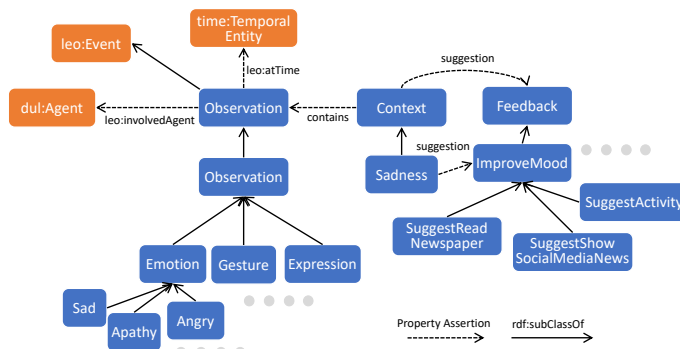 time:Temporal
Entity
leo:Event
suggestion
leo:atTime
dul:Agent
Observation
Context
Feedback
leo:involvedAgent
contains
suggestion
Observation
Sadness
ImproveMood
SuggestActivity
SuggestRead
Newspaper
SuggestShow
SocialMediaNews
Emotion
Gesture
Expression
Sad
Apathy
Angry
Property Assertion
rdf:subClassOf